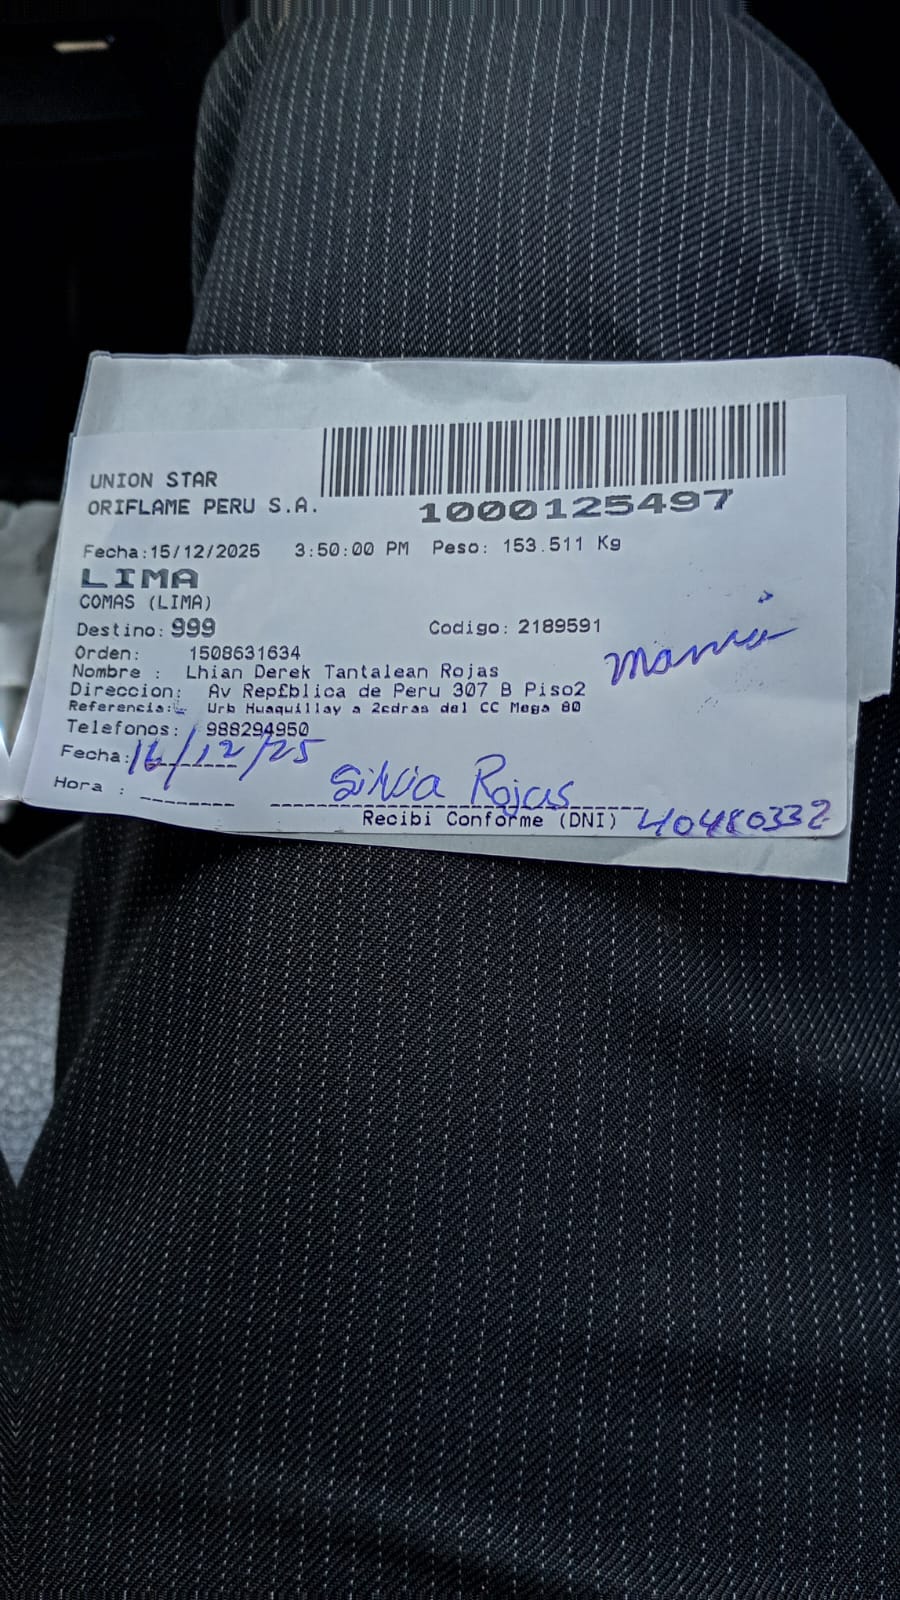 UNION STAR
ORIFLAME PERU S.A.
1000125497
Fecha:15/12/2025 3:50:00 PM Peso: 153.511 Kg
LIMA
COMAS (LIMA)
Destino: 999 Codigo: 2189591
Orden: 1508631634
Nombre : Lhian Derek Tantalean Rojas
Direccion: Av Rep£blica de Peru 307 B Piso2
Referencia: Urb Huaquillay a 2cdras del CC Mega 80
Telefonos: 988294950
Fecha: 16/12/25
Hora : Silvia Rojas
Recibi Conforme (DNI) 40480332